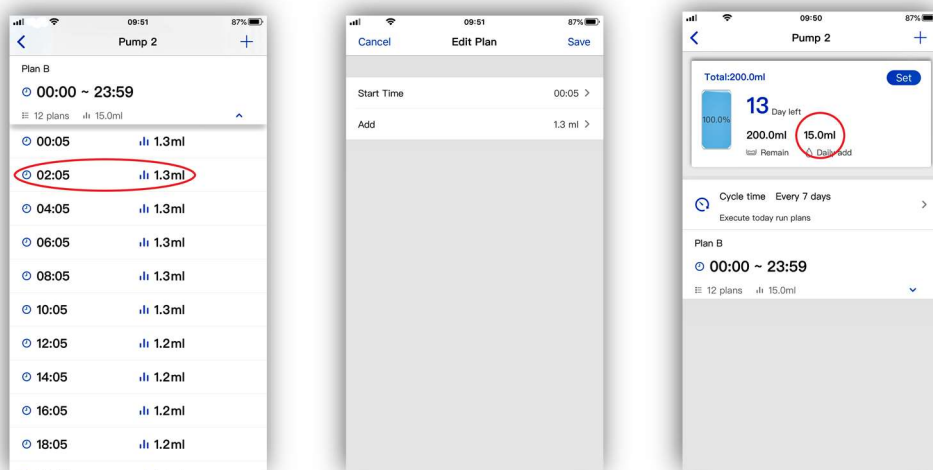 09:51
87%
Pump 2
Plan B
00:00 ~ 23:59
12 plans 15.0ml
00:05 1.3ml
02:05 1.3ml
04:05 1.3ml
06:05 1.3ml
08:05 1.3ml
10:05 1.3ml
12:05 1.2ml
14:05 1.2ml
16:05 1.2ml
18:05 1.2ml
09:51
87%
Cancel Edit Plan Save
Start Time 00:05
Add 1.3 ml
09:50
87%
Pump 2
Total:200.0ml Set
100.0%
13 Day left
200.0ml 15.0ml
Remain Daily add
Cycle time Every 7 days
Execute today run plans
Plan B
00:00 ~ 23:59
12 plans 15.0ml